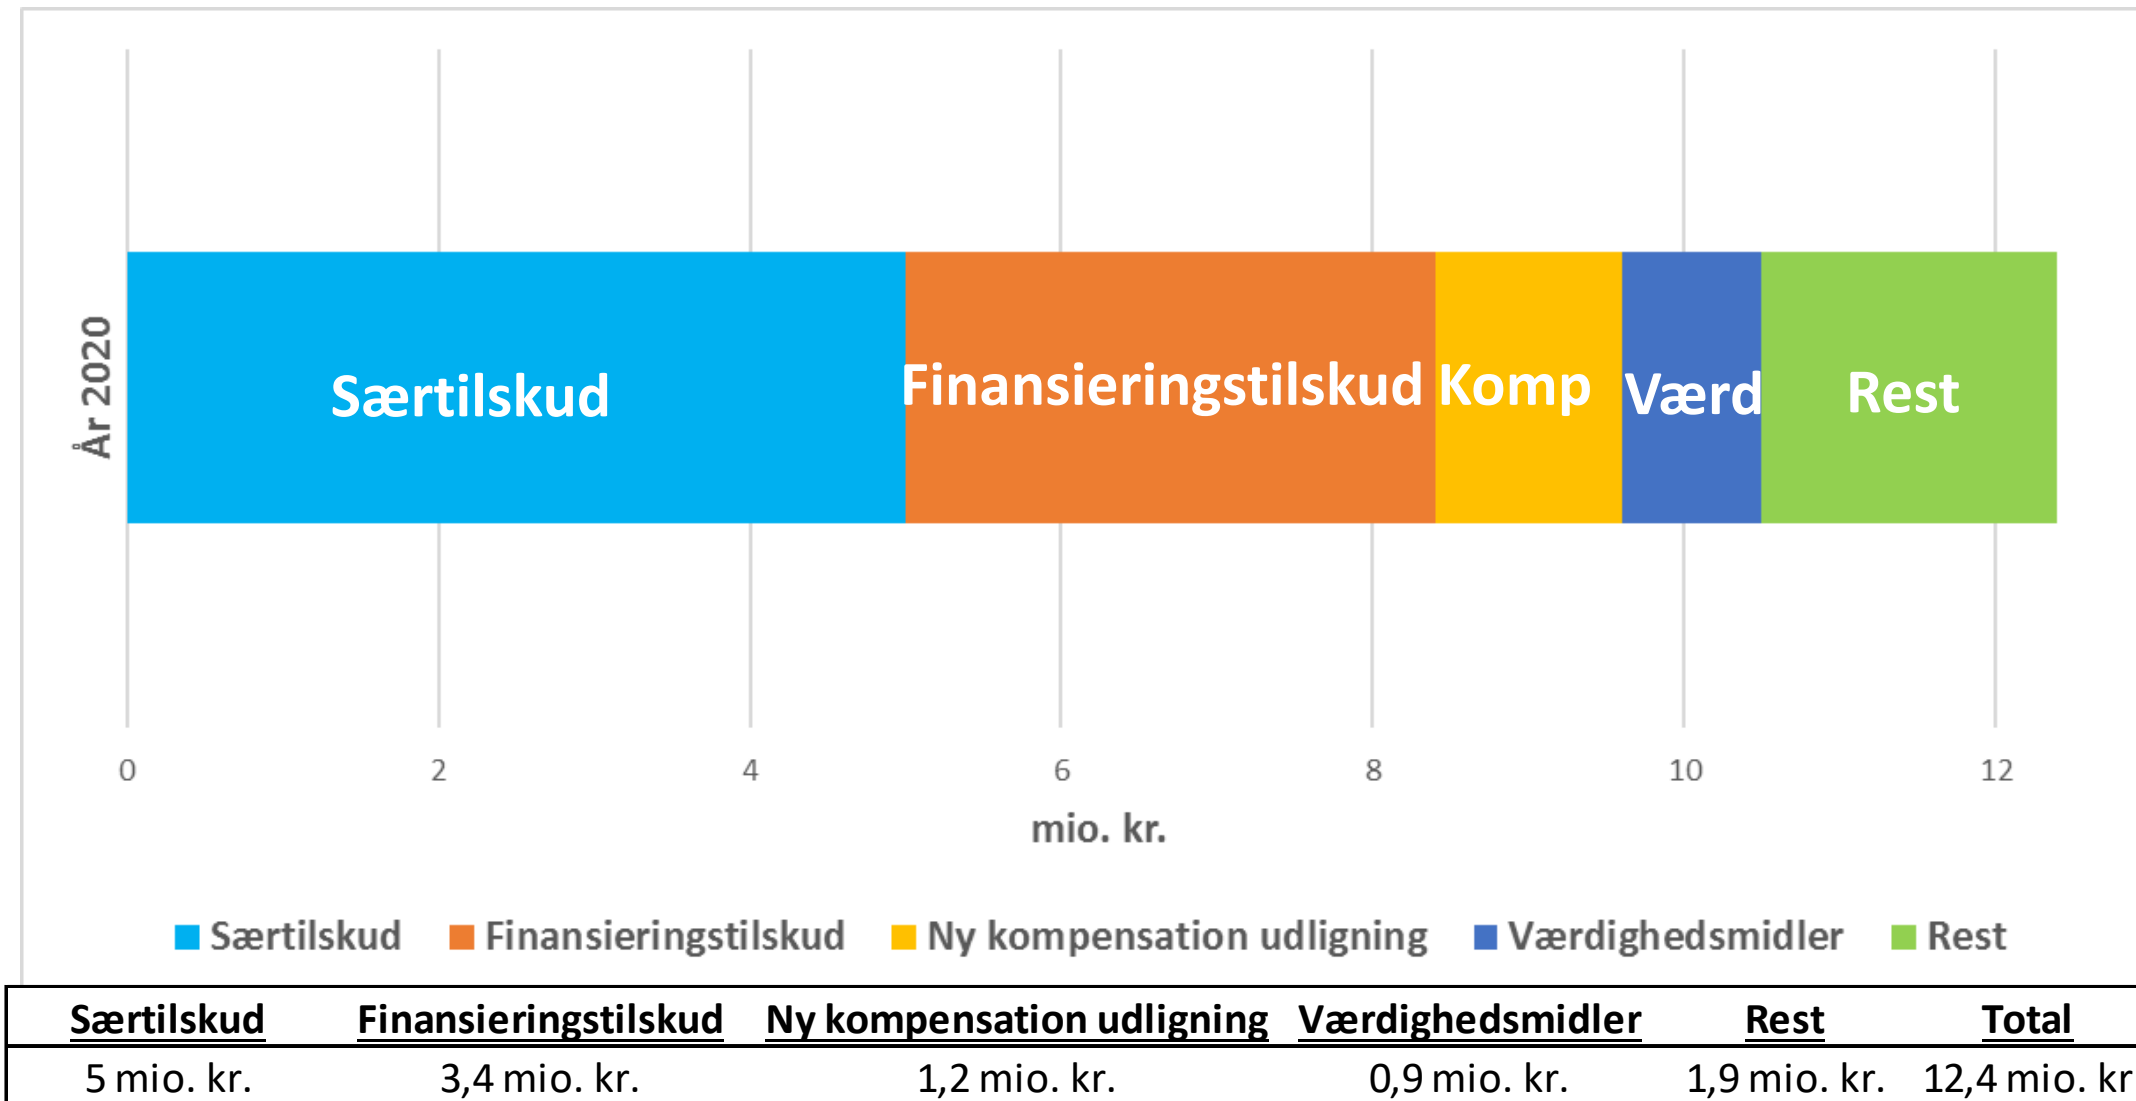 År 2020
Særtilskud
Finansieringstilskud
Komp
Værd
Rest
0 2 4 6 8 10 12
mio. kr.
Særtilskud Finansieringstilskud Ny kompensation udligning Værdighedsmidler Rest
Særtilskud Finansieringstilskud Ny kompensation udligning Værdighedsmidler Rest Total
5 mio. kr. 3,4 mio. kr. 1,2 mio. kr. 0,9 mio. kr. 1,9 mio. kr. 12,4 mio. kr